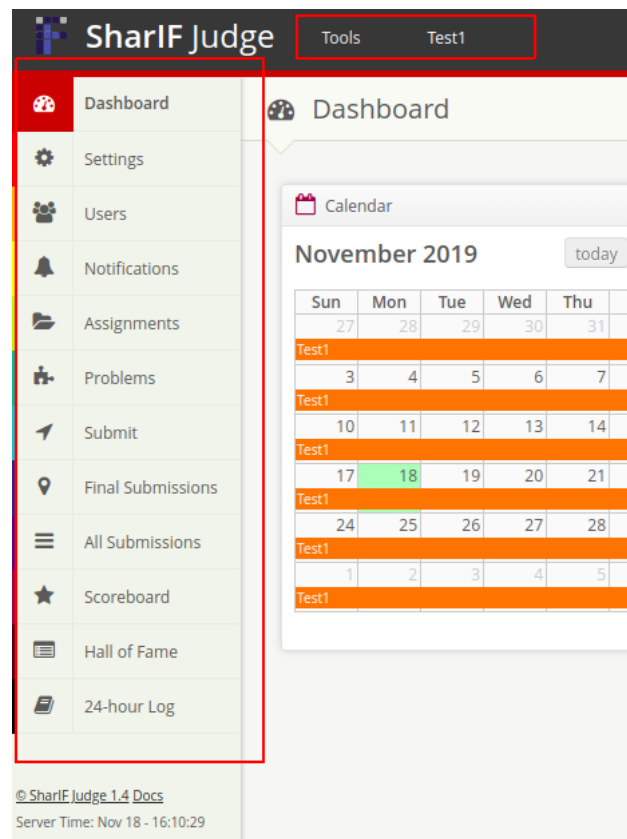 SharIF Judge Tools Test1
Dashboard
Settings
Users
Notifications
Assignments
Problems
Submit
Final Submissions
All Submissions
Scoreboard
Hall of Fame
24-hour Log
© SharIF Judge 1.4 Docs
Server Time: Nov 18 - 16:10:29
Dashboard
Calendar
November 2019 today
Sun Mon Tue Wed Thu
27 28 29 30 31
Test1
3 4 5 6 7
Test1
10 11 12 13 14
Test1
17 18 19 20 21
Test1
24 25 26 27 28
Test1
1 2 3 4 5
Test1